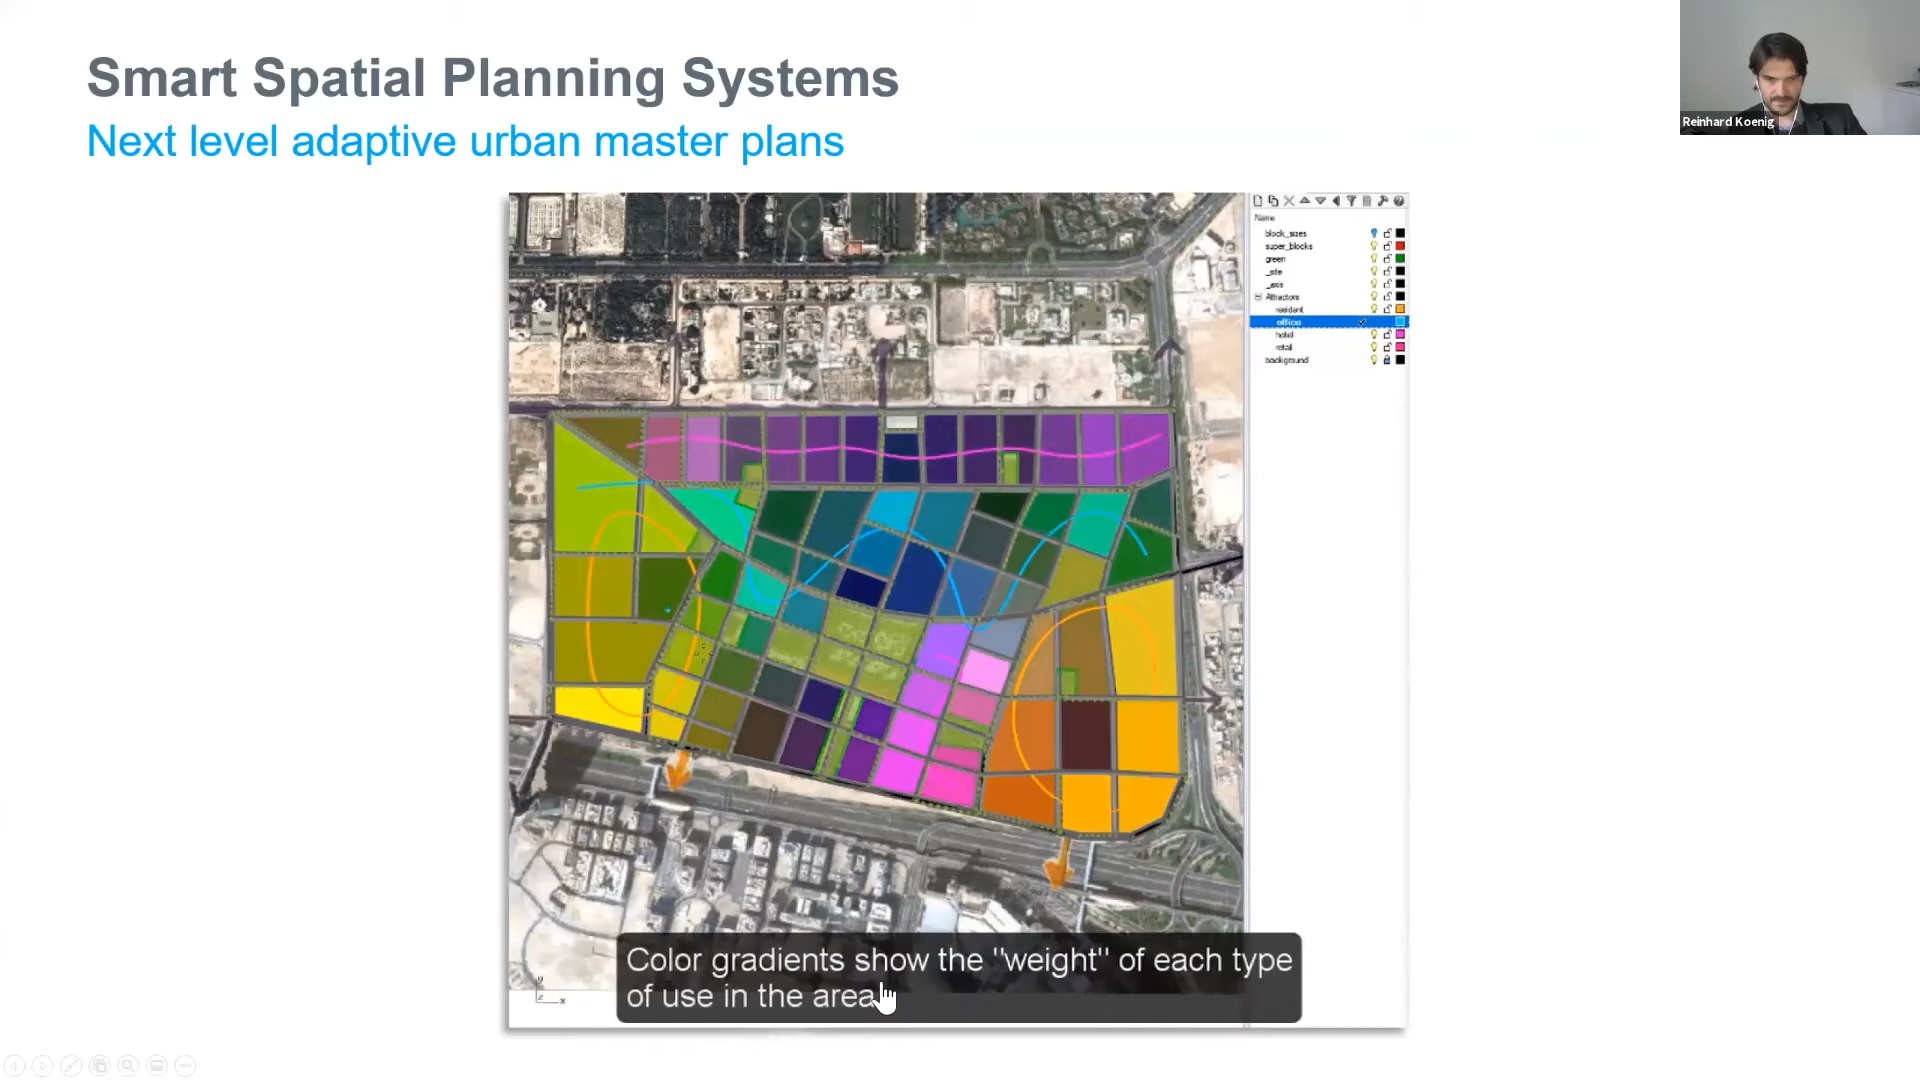 Smart Spatial Planning Systems
Next level adaptive urban master plans
Reinhard Koenig
Name
block_sizes
super_blocks
green
_site
_axis
Attractors
resident
office
hotel
retail
background
Color gradients show the "weight" of each type
of use in the area
y
z x